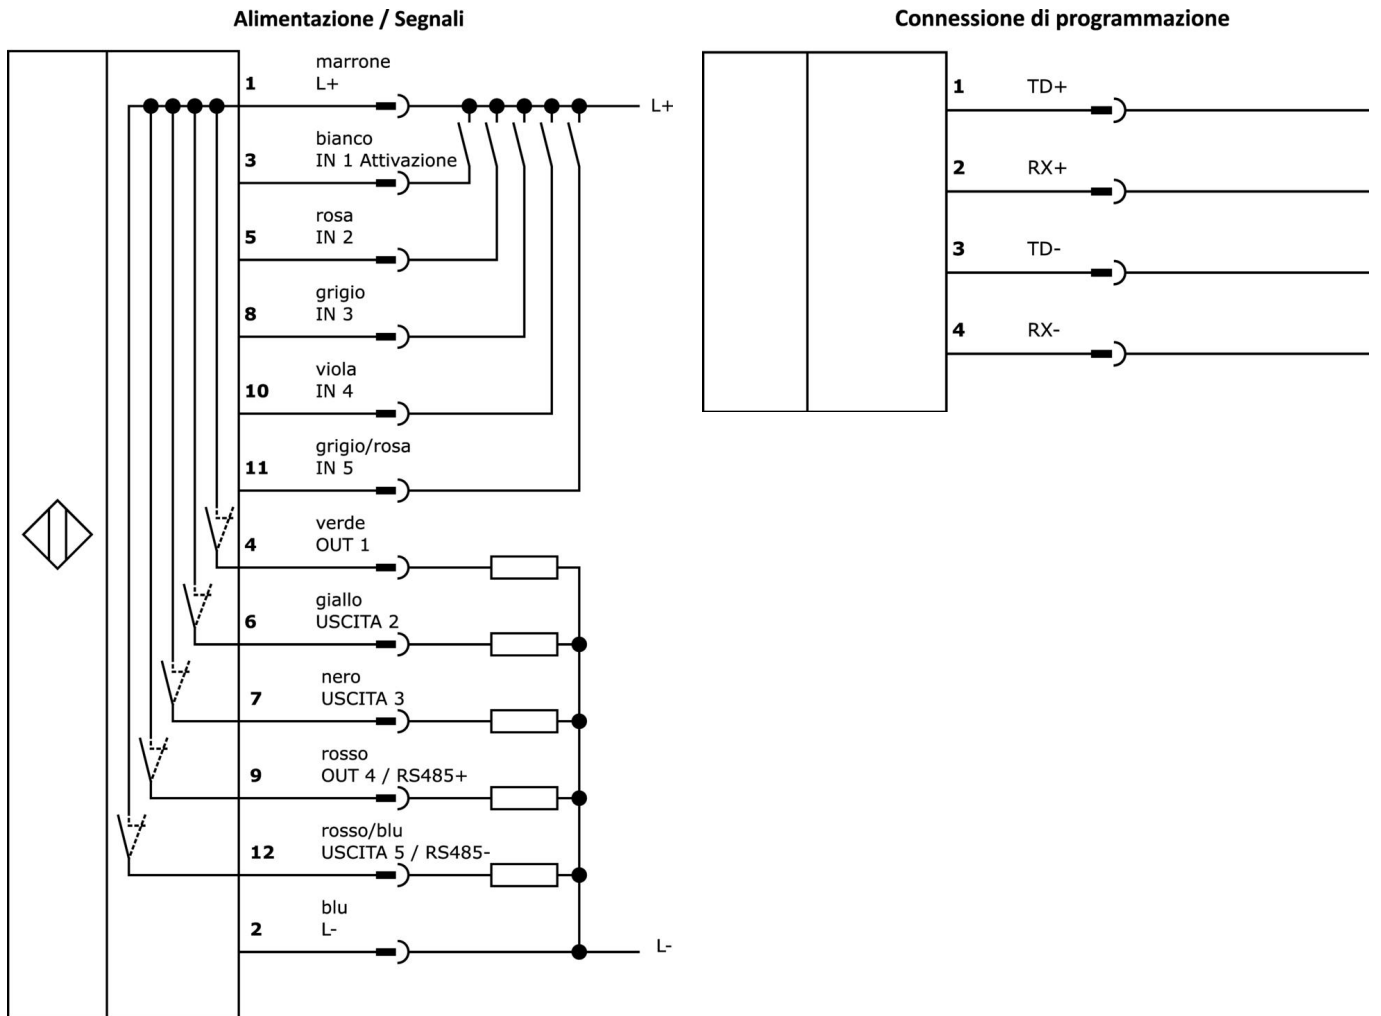 Alimentazione / Segnali
marrone
1 L+
L+
bianco
3 IN 1 Attivazione
rosa
5 IN 2
grigio
8 IN 3
viola
10 IN 4
grigio/rosa
11 IN 5
verde
4 OUT 1
giallo
6 USCITA 2
nero
7 USCITA 3
rosso
9 OUT 4 / RS485+
rosso/blu
12 USCITA 5 / RS485-
blu
2 L-
L-
Connessione di programmazione
1 TD+
2 RX+
3 TD-
4 RX-